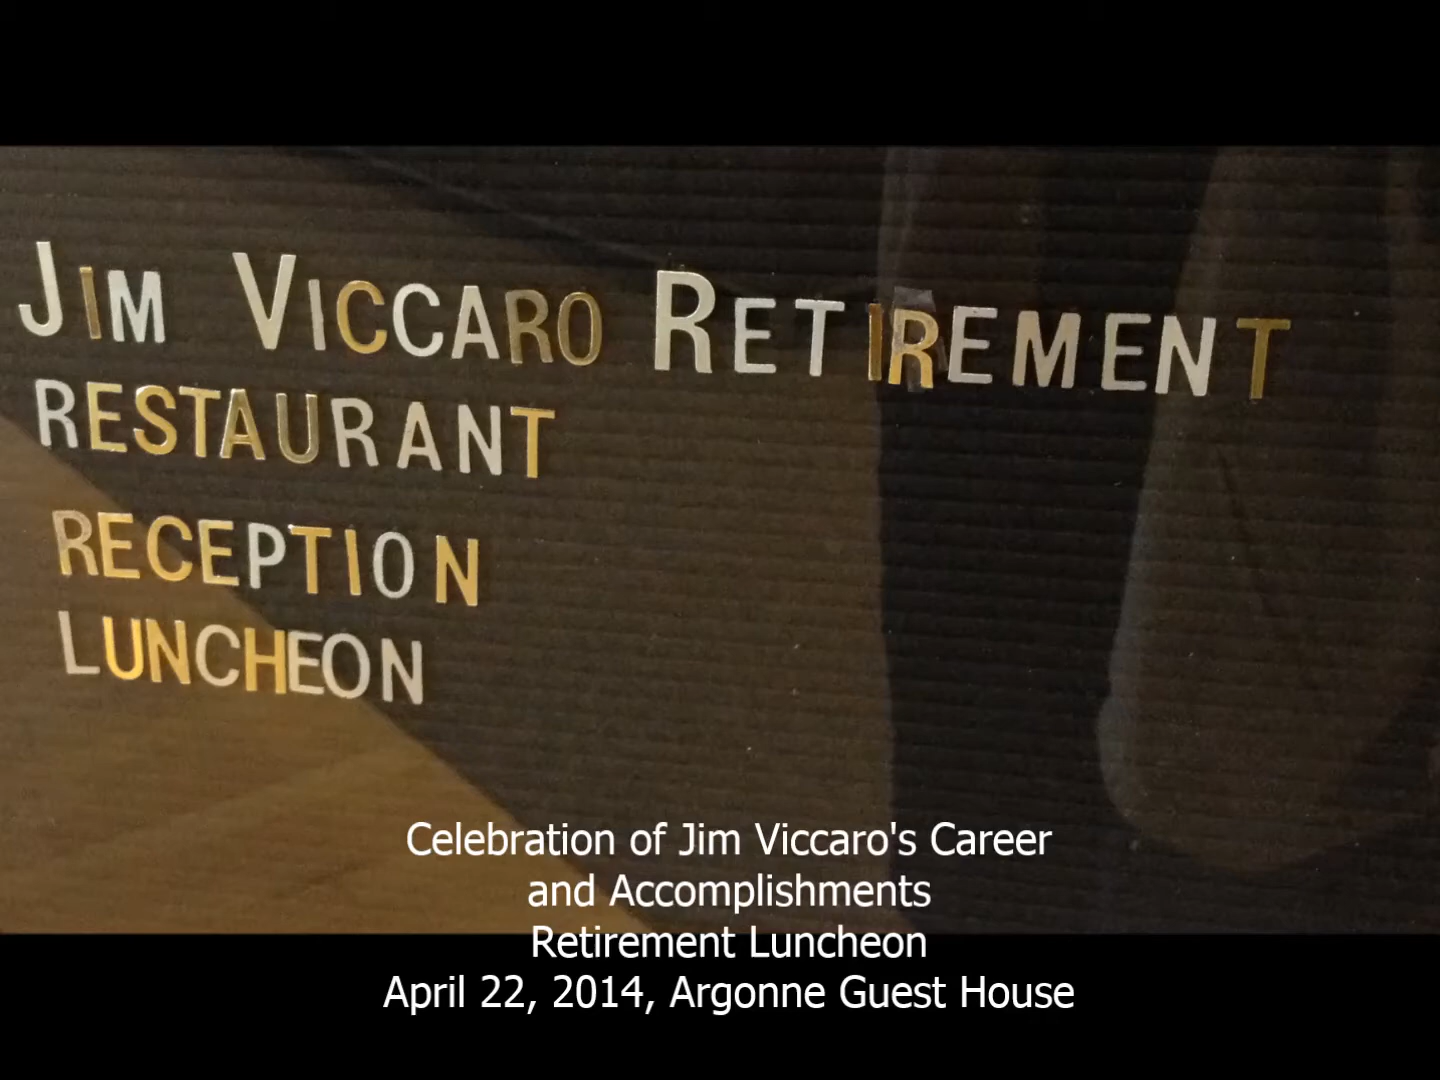 JIM VICCARO RETIREMENT
RESTAURANT
RECEPTION
LUNCHEON
Celebration of Jim Viccaro's Career
and Accomplishments
Retirement Luncheon
April 22, 2014, Argonne Guest House